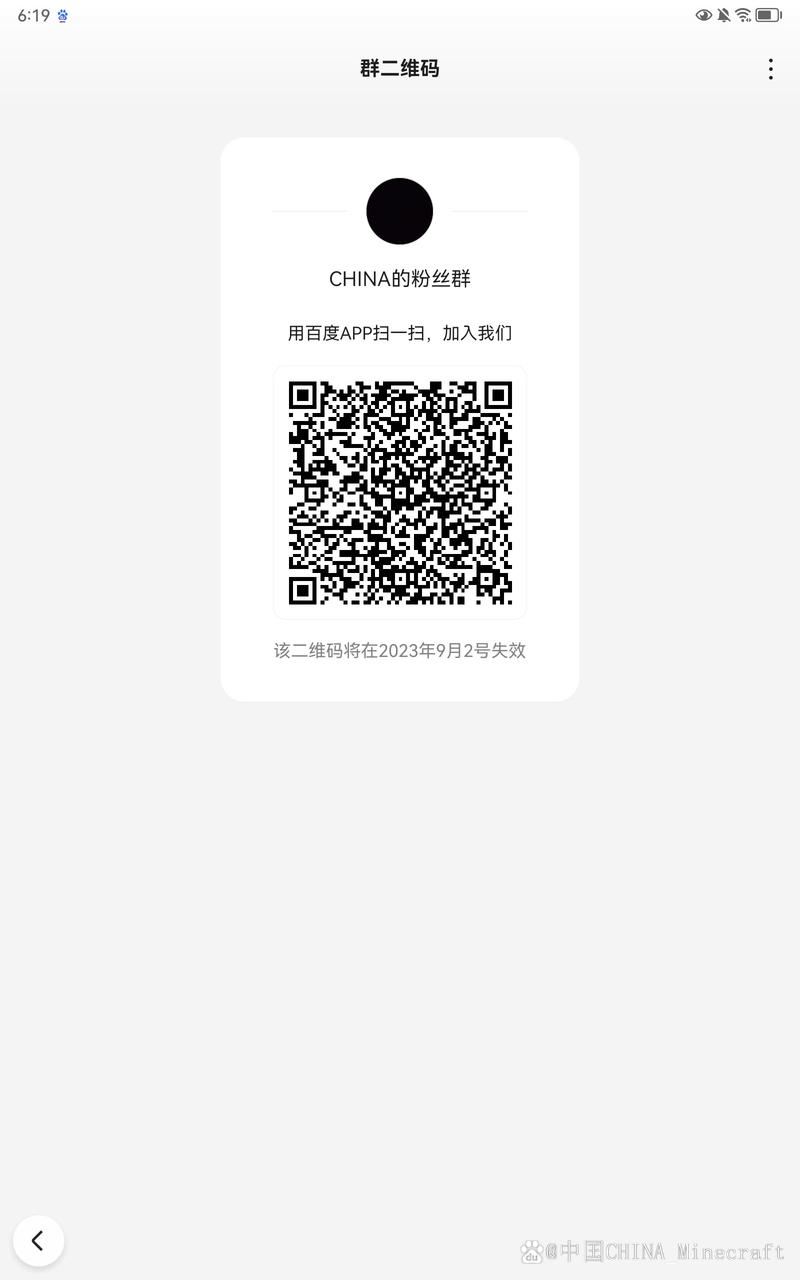 6:19
群二维码
CHINA的粉丝群
用百度APP扫一扫，加入我们
该二维码将在2023年9月2号失效
du@中国CHINA_Minecraft